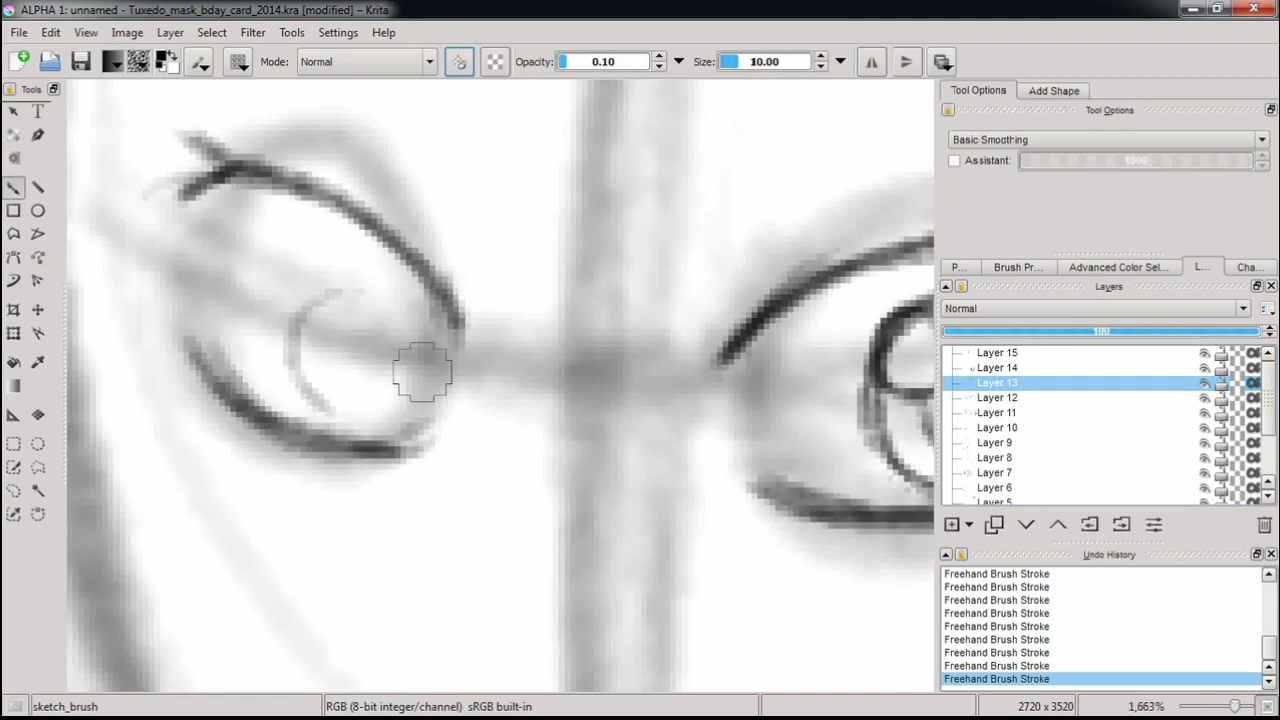 ALPHA 1: unnamed - Tuxedo_mask_bday_card_2014.kra [modified] – Krita
File Edit View Image Layer Select Filter Tools Settings Help
Mode: Normal Opacity: 0.10 Size: 10.00
Tools
Tool Options Add Shape
Tool Options
Basic Smoothing
Assistant: 1000
P... Brush Pr... Advanced Color Sel... L... Cha...
Layers
Normal
100
Layer 15
Layer 14
Layer 13
Layer 12
Layer 11
Layer 10
Layer 9
Layer 8
Layer 7
Layer 6
Layer 5
Undo History
Freehand Brush Stroke
Freehand Brush Stroke
Freehand Brush Stroke
Freehand Brush Stroke
Freehand Brush Stroke
Freehand Brush Stroke
Freehand Brush Stroke
Freehand Brush Stroke
Freehand Brush Stroke
sketch_brush RGB (8-bit integer/channel) sRGB built-in 2720 x 3520 1,663%